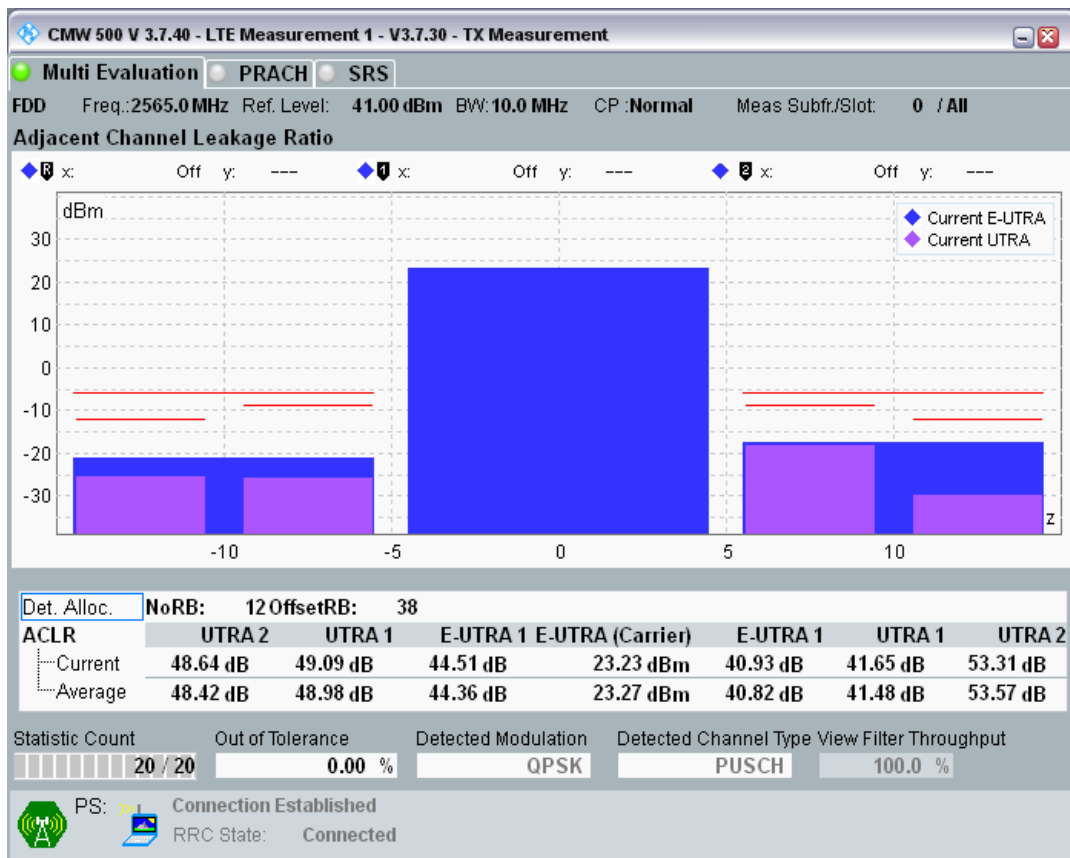 CMW 500 V 3.7.40 - LTE Measurement 1 - V3.7.30 - TX Measurement
Multi Evaluation PRACH SRS
FDD Freq.:2565.0 MHz Ref. Level: 41.00 dBm BW:10.0 MHz CP :Normal Meas Subfr./Slot: 0 / All
Adjacent Channel Leakage Ratio
R x: Off y: --- 1 x: Off y: --- 2 x: Off y: ---
dBm
Current E-UTRA
Current UTRA
30
20
10
0
-10
-20
-30
z
-10 -5 0 5 10
Det. Alloc. NoRB: 12 OffsetRB: 38
ACLR UTRA 2 UTRA 1 E-UTRA 1 E-UTRA (Carrier) E-UTRA 1 UTRA 1 UTRA 2
Current 48.64 dB 49.09 dB 44.51 dB 23.23 dBm 40.93 dB 41.65 dB 53.31 dB
Average 48.42 dB 48.98 dB 44.36 dB 23.27 dBm 40.82 dB 41.48 dB 53.57 dB
Statistic Count Out of Tolerance Detected Modulation Detected Channel Type View Filter Throughput
20 / 20 0.00 % QPSK PUSCH 100.0 %
PS: Connection Established
RRC State: Connected